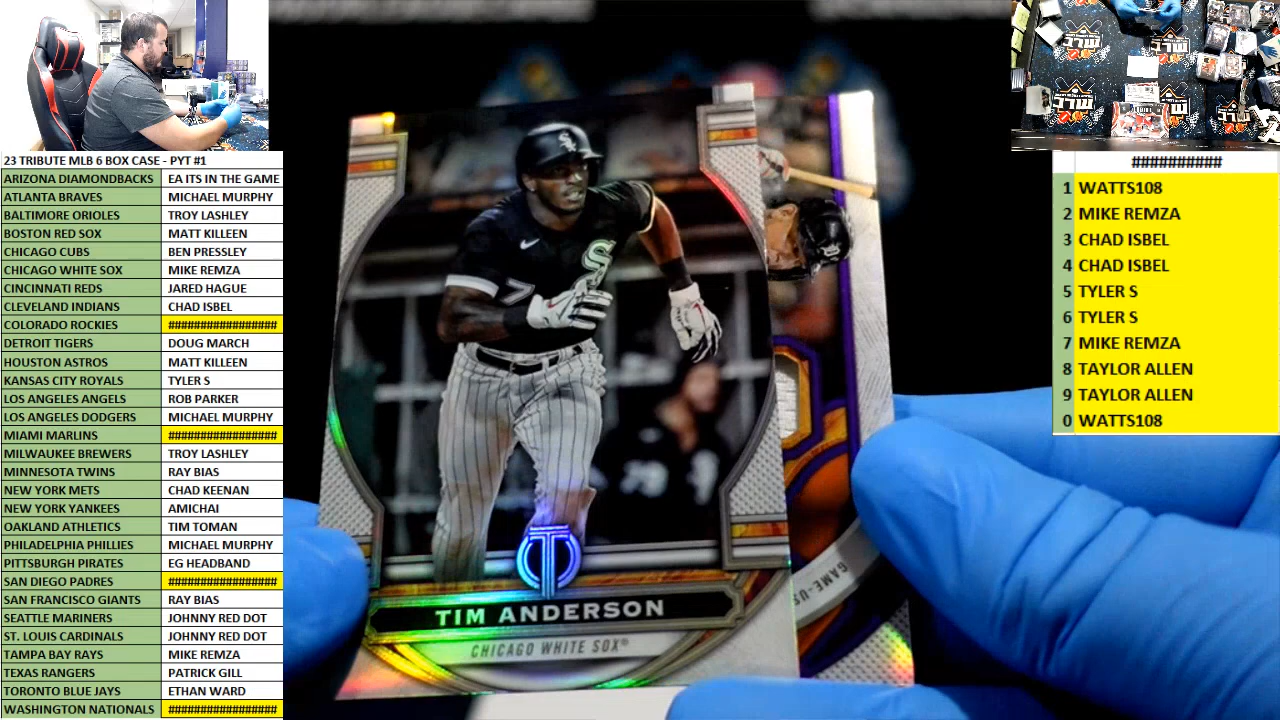 23 TRIBUTE MLB 6 BOX CASE - PYT #1
ARIZONA DIAMONDBACKS EA ITS IN THE GAME
ATLANTA BRAVES MICHAEL MURPHY
BALTIMORE ORIOLES TROY LASHLEY
BOSTON RED SOX MATT KILLEEN
CHICAGO CUBS BEN PRESSLEY
CHICAGO WHITE SOX MIKE REMZA
CINCINNATI REDS JARED HAGUE
CLEVELAND INDIANS CHAD ISBEL
COLORADO ROCKIES #################
DETROIT TIGERS DOUG MARCH
HOUSTON ASTROS MATT KILLEEN
KANSAS CITY ROYALS TYLER S
LOS ANGELES ANGELS ROB PARKER
LOS ANGELES DODGERS MICHAEL MURPHY
MIAMI MARLINS #################
MILWAUKEE BREWERS TROY LASHLEY
MINNESOTA TWINS RAY BIAS
NEW YORK METS CHAD KEENAN
NEW YORK YANKEES AMICHAI
OAKLAND ATHLETICS TIM TOMAN
PHILADELPHIA PHILLIES MICHAEL MURPHY
PITTSBURGH PIRATES EG HEADBAND
SAN DIEGO PADRES #################
SAN FRANCISCO GIANTS RAY BIAS
SEATTLE MARINERS JOHNNY RED DOT
ST. LOUIS CARDINALS JOHNNY RED DOT
TAMPA BAY RAYS MIKE REMZA
TEXAS RANGERS PATRICK GILL
TORONTO BLUE JAYS ETHAN WARD
WASHINGTON NATIONALS #################
7
79
T
TIM ANDERSON
CHICAGO WHITE SOX®
GAME-US
##########
1 WATTS108
2 MIKE REMZA
3 CHAD ISBEL
4 CHAD ISBEL
5 TYLER S
6 TYLER S
7 MIKE REMZA
8 TAYLOR ALLEN
9 TAYLOR ALLEN
0 WATTS108